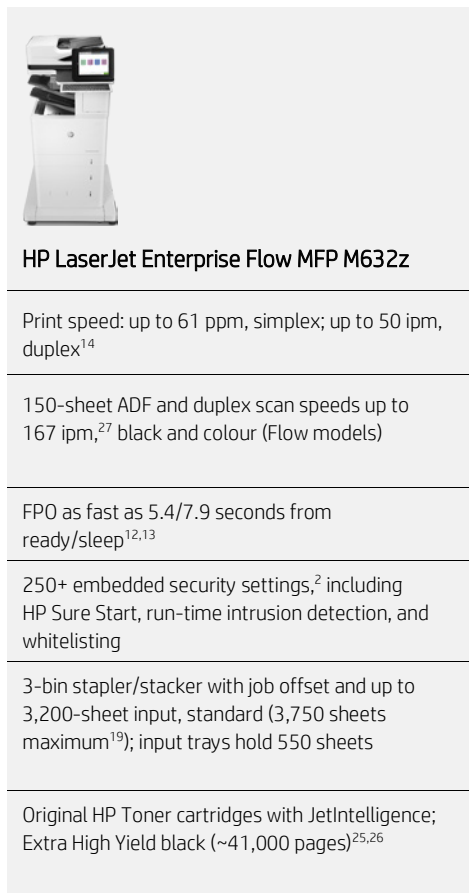 HP LaserJet Enterprise Flow MFP M632z
Print speed: up to 61 ppm, simplex; up to 50 ipm,
duplex14
150-sheet ADF and duplex scan speeds up to
167 ipm,27 black and colour (Flow models)
FPO as fast as 5.4/7.9 seconds from
ready/sleep12,13
250+ embedded security settings,2 including
HP Sure Start, run-time intrusion detection, and
whitelisting
3-bin stapler/stacker with job offset and up to
3,200-sheet input, standard (3,750 sheets
maximum19); input trays hold 550 sheets
Original HP Toner cartridges with JetIntelligence;
Extra High Yield black (~41,000 pages)25,26